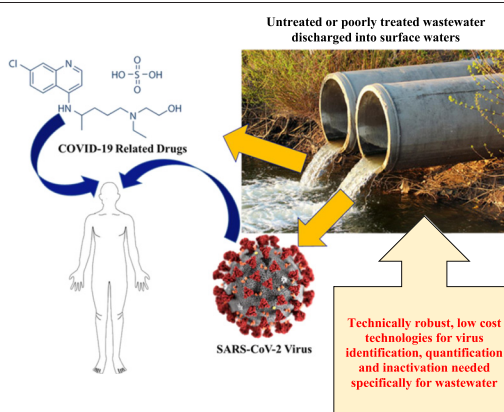 Untreated or poorly treated wastewater
discharged into surface waters
Cl
N
HN
N
OH
O
HO-S-OH
O
COVID-19 Related Drugs
SARS-CoV-2 Virus
Technically robust, low cost
technologies for virus
identification, quantification
and inactivation needed
specifically for wastewater